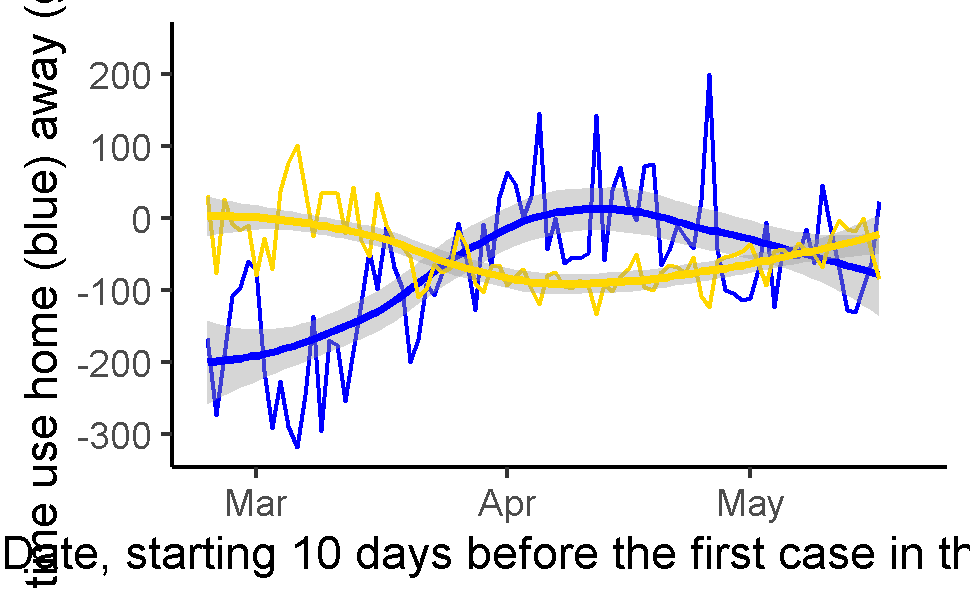 time use home (blue) away (
200
100
0
-100
-200
-300
Mar
Apr
May
Date, starting 10 days before the first case in th